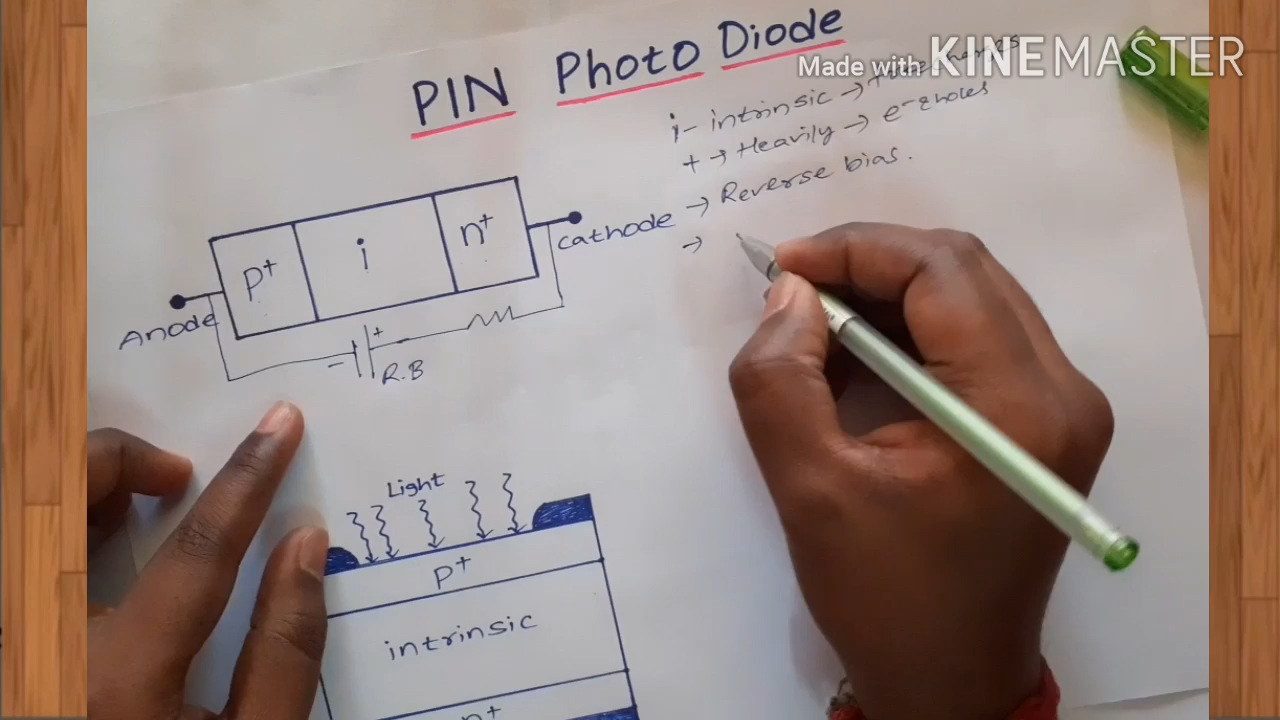 PIN Photo Diode
Made with KINEMASTER
i- intrinsic →
+ → Heavily → e- & holes
→ Reverse bias.
→
P+ i n+
Anode
cathode
- +
R.B
Light
P+
intrinsic
n+